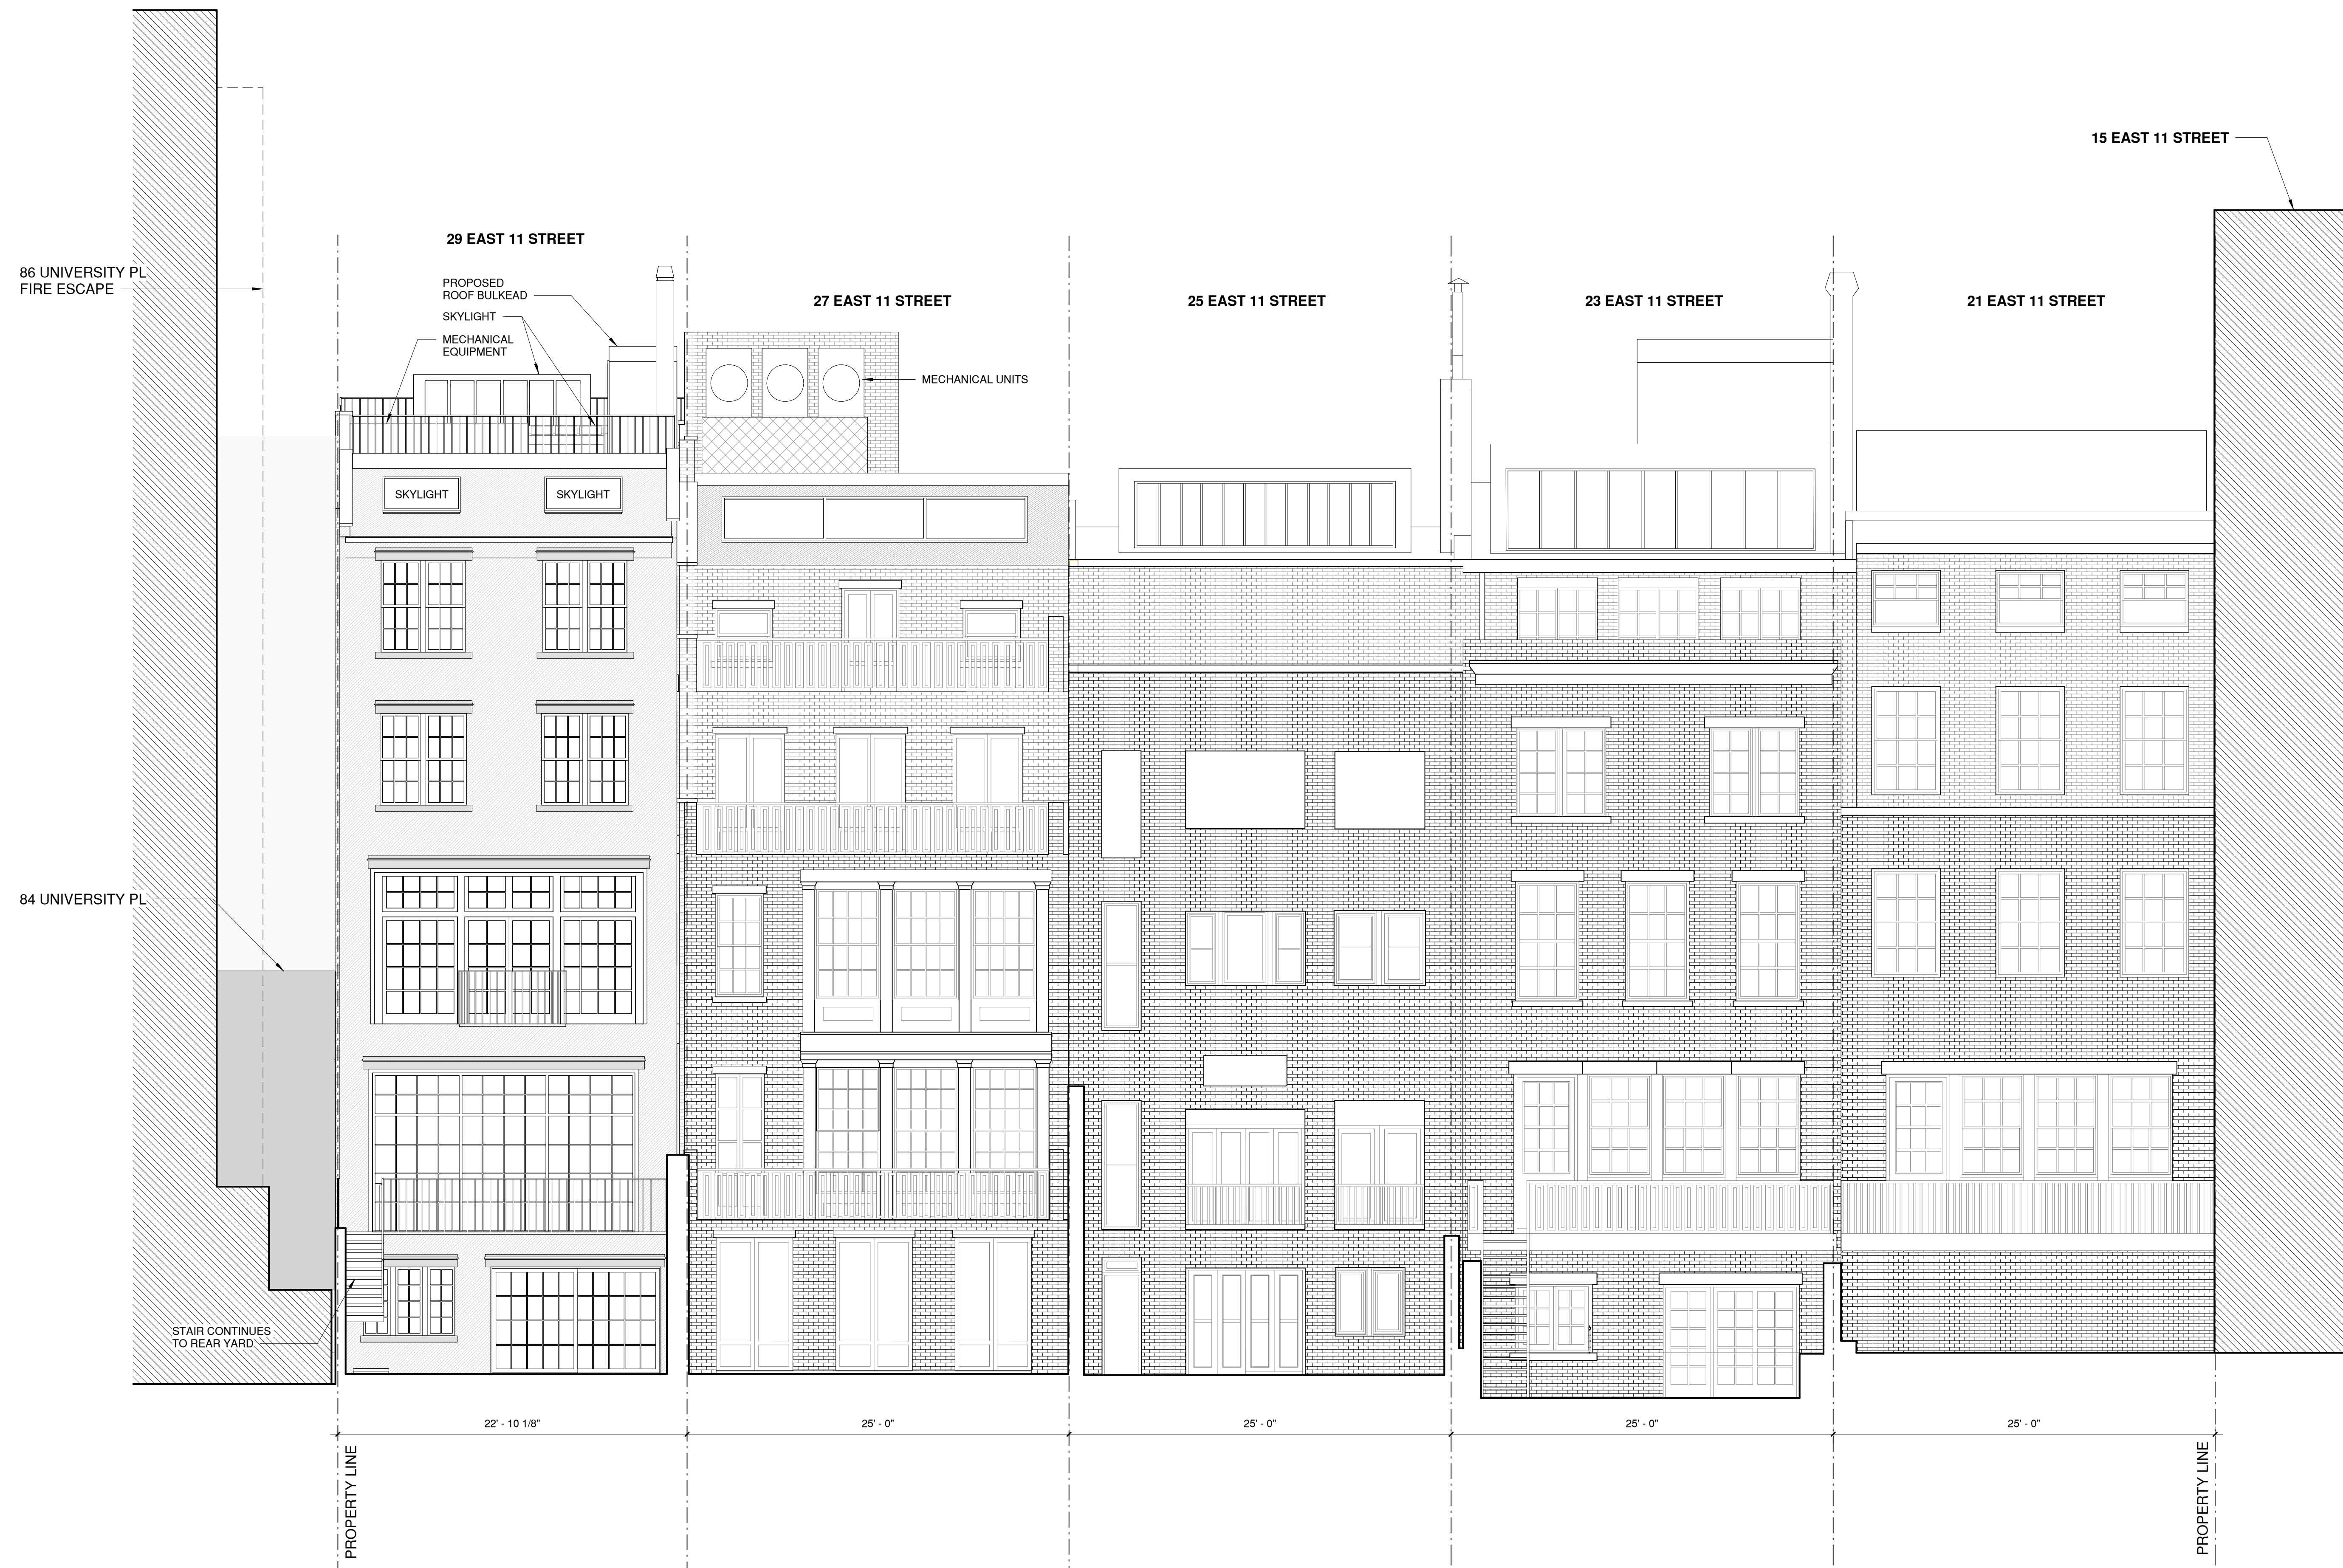 15 EAST 11 STREET
29 EAST 11 STREET
86 UNIVERSITY PL
FIRE ESCAPE
PROPOSED
ROOF BULKEAD
SKYLIGHT
MECHANICAL
EQUIPMENT
27 EAST 11 STREET
25 EAST 11 STREET
23 EAST 11 STREET
21 EAST 11 STREET
MECHANICAL UNITS
SKYLIGHT
SKYLIGHT
84 UNIVERSITY PL
STAIR CONTINUES
TO REAR YARD
22' - 10 1/8"
25' - 0"
25' - 0"
25' - 0"
25' - 0"
PROPERTY LINE
PROPERTY LINE